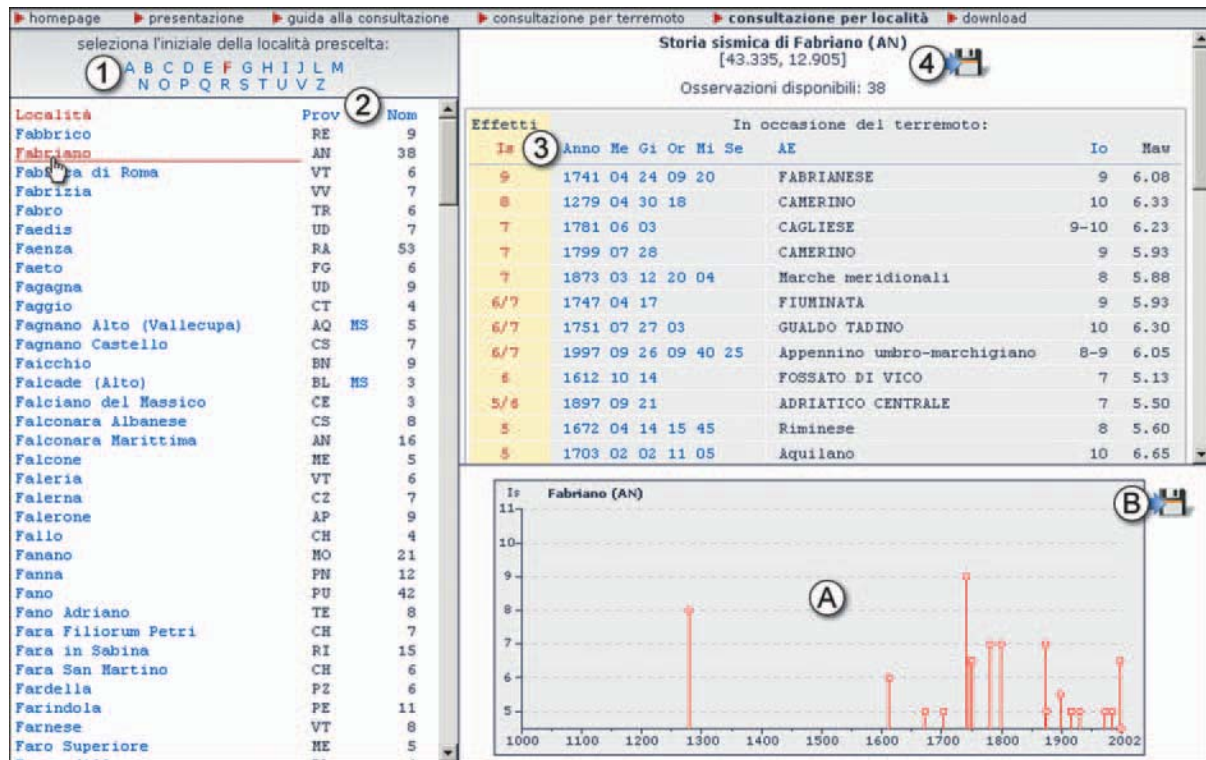 homepage presentazione guida alla consultazione consultazione per terremoto consultazione per località download
seleziona l'iniziale della località prescelta:
1 A B C D E F G H I J L M
N O P Q R S T U V Z
2
Località Prov Nom
Fabbrico RE 9
Fabriano AN 38
Fabrica di Roma VT 6
Fabrizia VV 7
Fabro TR 6
Faedis UD 7
Faenza RA 53
Faeto FG 6
Fagagna UD 9
Faggio CT 4
Fagnano Alto (Vallecupa) AQ MS 5
Fagnano Castello CS 7
Faicchio BN 9
Falcade (Alto) BL MS 3
Falciano del Massico CE 3
Falconara Albanese CS 8
Falconara Marittima AN 16
Falcone ME 5
Faleria VT 6
Falerna CZ 7
Falerone AP 9
Fallo CH 4
Fanano MO 21
Fanna PN 12
Fano PU 42
Fano Adriano TE 8
Fara Filiorum Petri CH 7
Fara in Sabina RI 15
Fara San Martino CH 6
Fardella PZ 6
Farindola PE 11
Farnese VT 8
Faro Superiore ME 5
Storia sismica di Fabriano (AN)
[43.335, 12.905]
4
Osservazioni disponibili: 38
Effetti In occasione del terremoto:
Is 3 Anno Me Gi Or Mi Se AE Io Maw
9 1741 04 24 09 20 FABRIANESE 9 6.08
8 1279 04 30 18 CAMERINO 10 6.33
7 1781 06 03 CAGLIESE 9-10 6.23
7 1799 07 28 CAMERINO 9 5.93
7 1873 03 12 20 04 Marche meridionali 8 5.88
6/7 1747 04 17 FIUMINATA 9 5.93
6/7 1751 07 27 03 GUALDO TADINO 10 6.30
6/7 1997 09 26 09 40 25 Appennino umbro-marchigiano 8-9 6.05
6 1612 10 14 FOSSATO DI VICO 7 5.13
5/6 1897 09 21 ADRIATICO CENTRALE 7 5.50
5 1672 04 14 15 45 Riminese 8 5.60
5 1703 02 02 11 05 Aquilano 10 6.65
Is Fabriano (AN)
B
11
10
9
A
8
7
6
5
1000 1100 1200 1300 1400 1500 1600 1700 1800 1900 2002